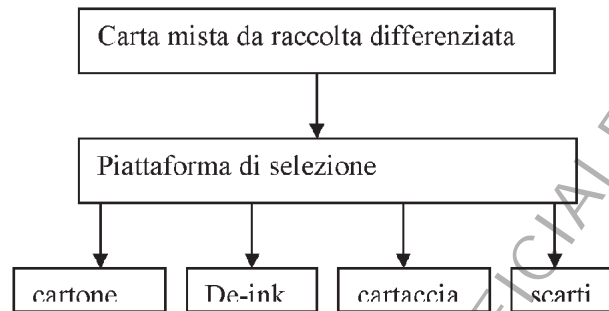 Carta mista da raccolta differenziata
Piattaforma di selezione
cartone De-ink cartaccia scarti